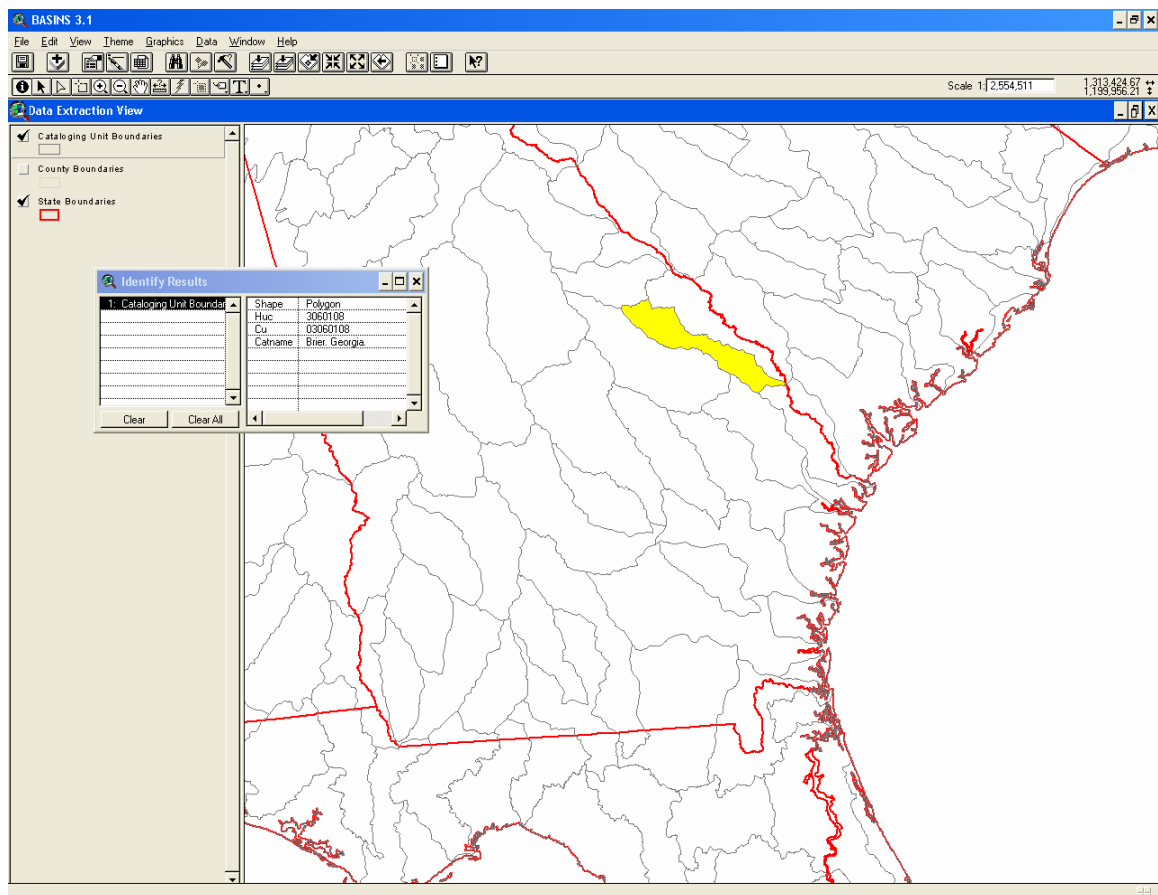 BASINS 3.1
File Edit View Theme Graphics Data Window Help
Scale 1: 2,554,511
1,313,424.67
1,199,956.21
Data Extraction View
Cataloging Unit Boundaries
County Boundaries
State Boundaries
Identify Results
1: Cataloging Unit Boundar
Shape Polygon
Huc 3060108
Cu 03060108
Catname Brier. Georgia.
Clear Clear All